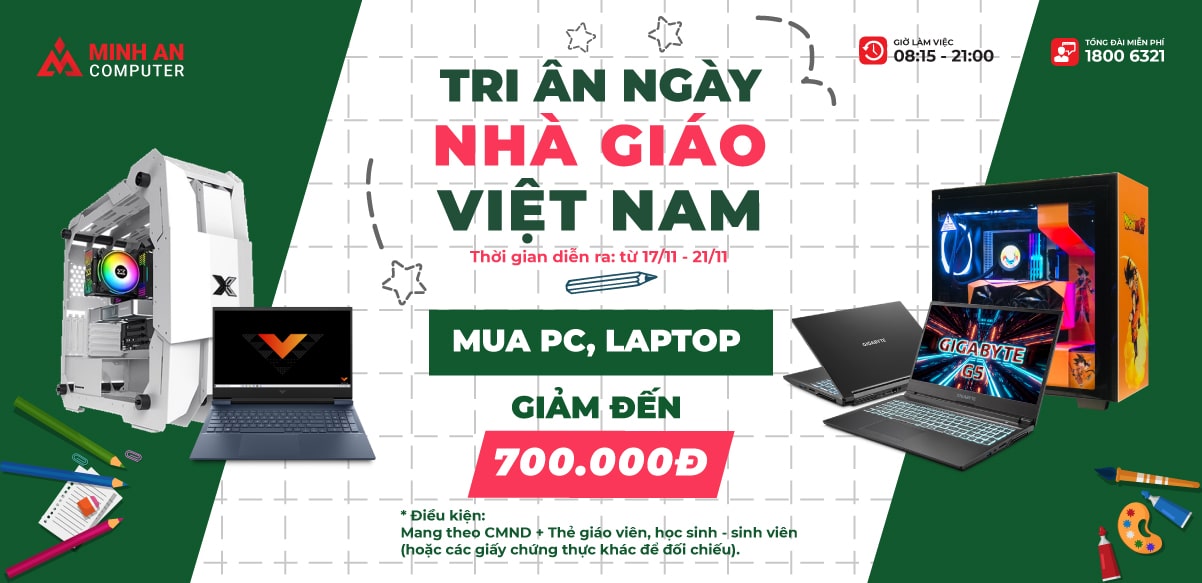 MINH AN
COMPUTER
GIỜ LÀM VIỆC
08:15 - 21:00
TỔNG ĐÀI MIỄN PHÍ
1800 6321
TRI ÂN NGÀY
NHÀ GIÁO
VIỆT NAM
Thời gian diễn ra: từ 17/11 - 21/11
MUA PC, LAPTOP
GIẢM ĐẾN
700.000Đ
* Điều kiện:
Mang theo CMND + Thẻ giáo viên, học sinh - sinh viên
(hoặc các giấy chứng thực khác để đối chiếu).
GIGABYTE
GIGABYTE
G5
GIGABYTE